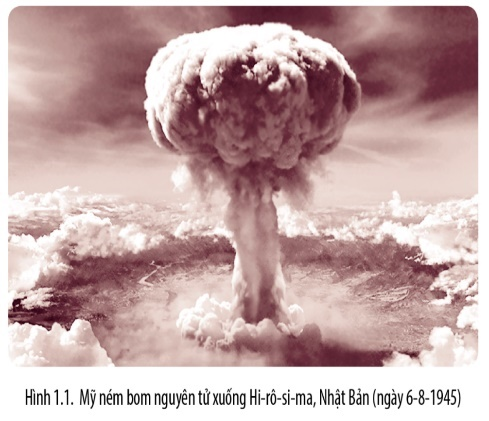 Hình 1.1. Mỹ ném bom nguyên tử xuống Hi-rô-si-ma, Nhật Bản (ngày 6-8-1945)